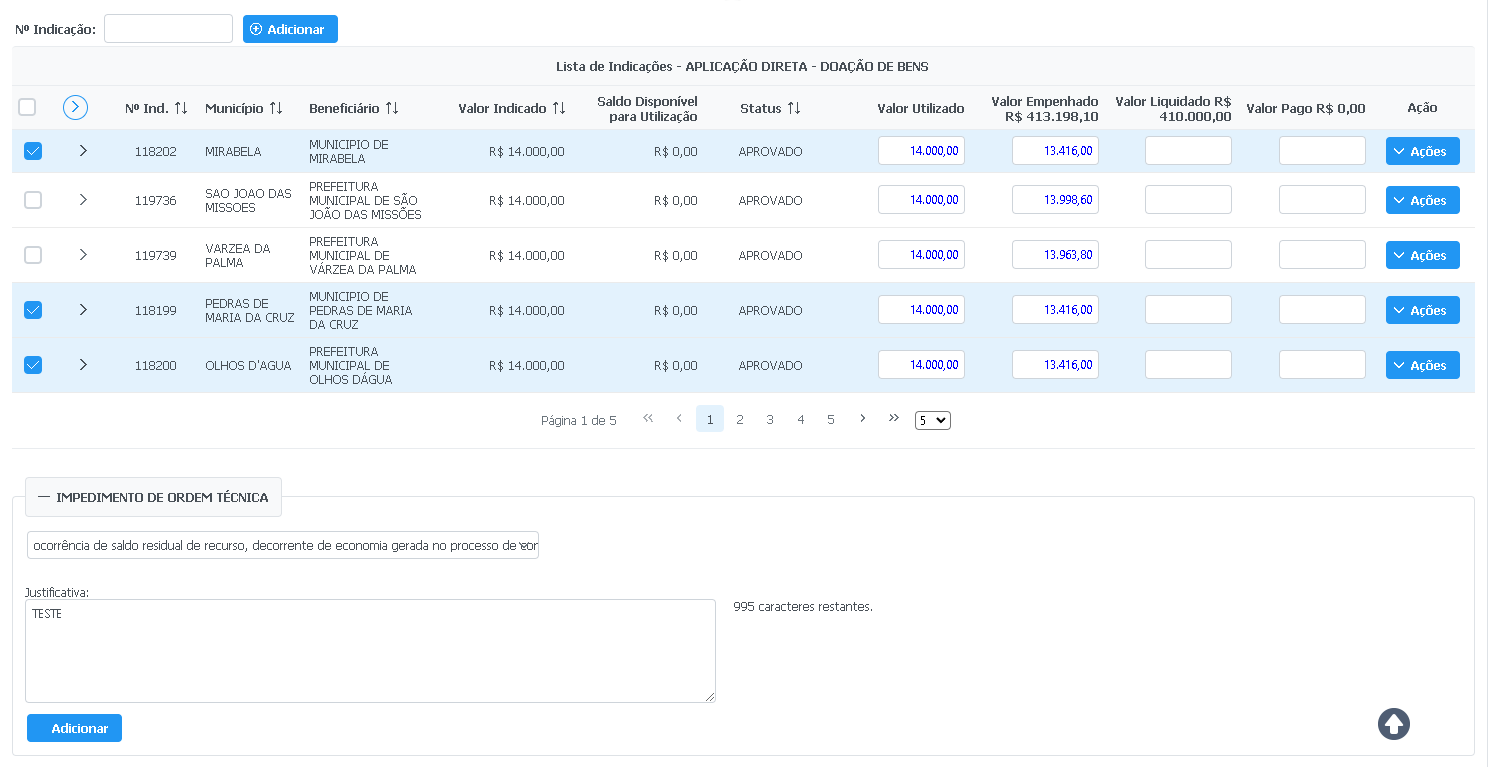 Nº Indicação: Adicionar
Lista de Indicações - APLICAÇÃO DIRETA - DOAÇÃO DE BENS
Nº Ind. Município Beneficiário Valor Indicado Saldo Disponível para Utilização Status Valor Utilizado Valor Empenhado R$ 413.198,10 Valor Liquidado R$ 410.000,00 Valor Pago R$ 0,00 Ação
118202 MIRABELA MUNICIPIO DE MIRABELA R$ 14.000,00 R$ 0,00 APROVADO 14.000,00 13.416,00 Ações
119736 SAO JOAO DAS MISSOES PREFEITURA MUNICIPAL DE SÃO JOÃO DAS MISSÕES R$ 14.000,00 R$ 0,00 APROVADO 14.000,00 13.998,60 Ações
119739 VARZEA DA PALMA PREFEITURA MUNICIPAL DE VÁRZEA DA PALMA R$ 14.000,00 R$ 0,00 APROVADO 14.000,00 13.963,80 Ações
118199 PEDRAS DE MARIA DA CRUZ MUNICIPIO DE PEDRAS DE MARIA DA CRUZ R$ 14.000,00 R$ 0,00 APROVADO 14.000,00 13.416,00 Ações
118200 OLHOS D'AGUA PREFEITURA MUNICIPAL DE OLHOS DÁGUA R$ 14.000,00 R$ 0,00 APROVADO 14.000,00 13.416,00 Ações
Página 1 de 5 1 2 3 4 5 5
IMPEDIMENTO DE ORDEM TÉCNICA
ocorrência de saldo residual de recurso, decorrente de economia gerada no processo de
Justificativa:
TESTE
995 caracteres restantes.
Adicionar